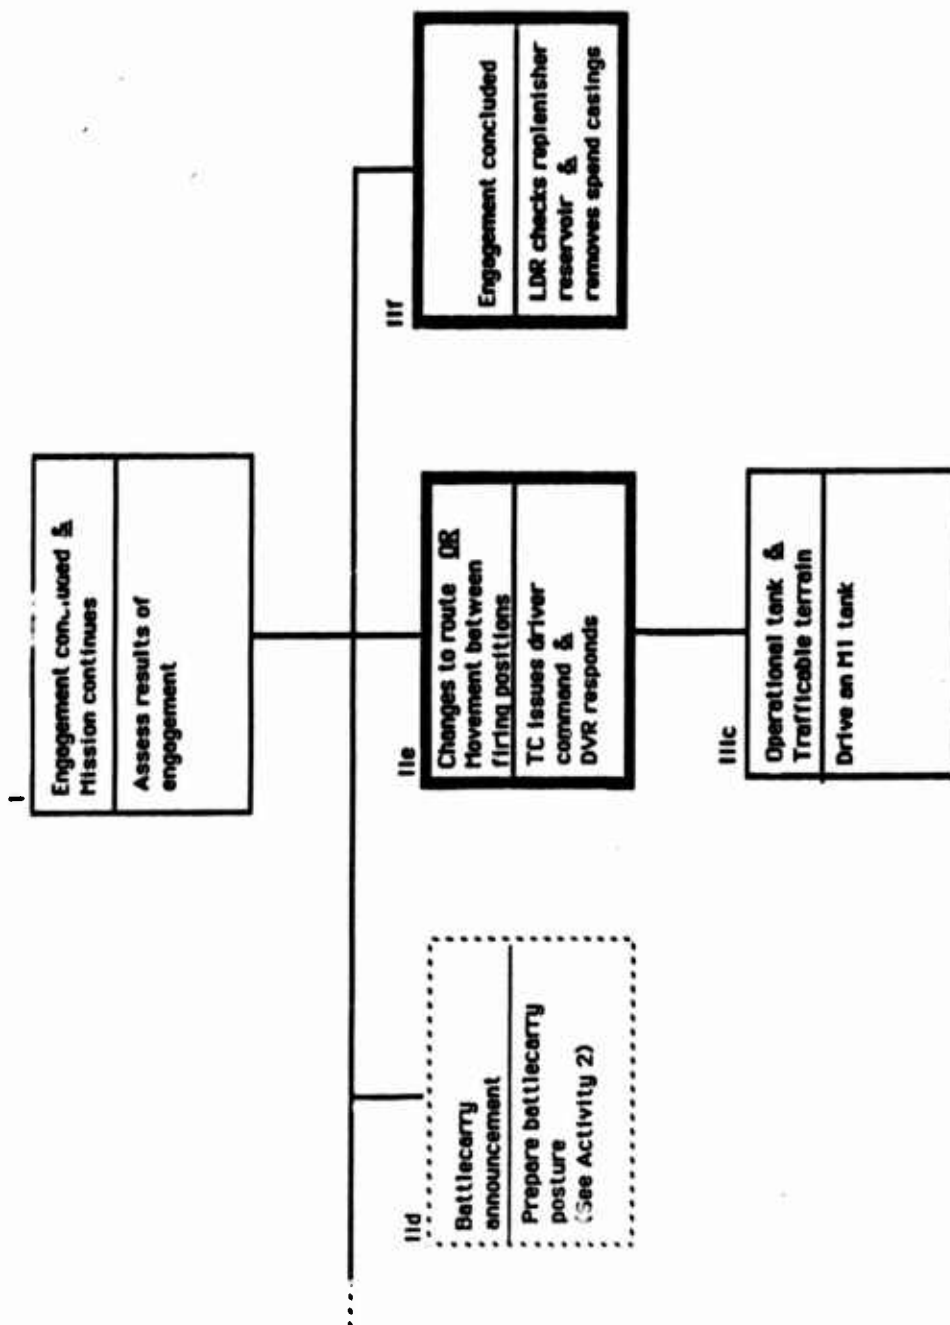 I
Engagement concluded &
Mission continues
Assess results of
engagement
IId
Battlecarry
announcement
Prepare battlecarry
posture
(See Activity 2)
IIe
Changes to route OR
Movement between
firing positions
TC issues driver
command &
DVR responds
IIf
Engagement concluded
LDR checks replenisher
reservoir &
removes spend casings
IIIc
Operational tank &
Trafficable terrain
Drive an M1 tank